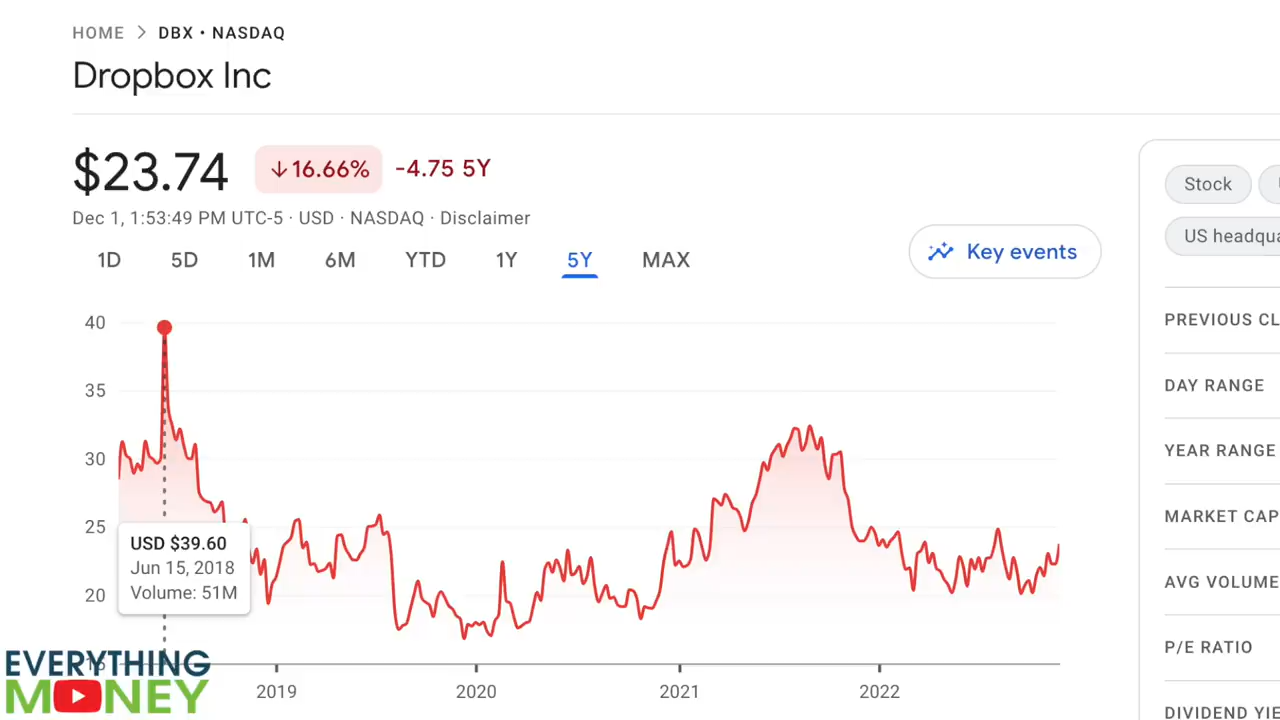 HOME > DBX • NASDAQ
Dropbox Inc
$23.74 ↓16.66% -4.75 5Y
Dec 1, 1:53:49 PM UTC-5 · USD · NASDAQ · Disclaimer
1D 5D 1M 6M YTD 1Y 5Y MAX
Key events
40
35
30
25
20
15
USD $39.60
Jun 15, 2018
Volume: 51M
2019 2020 2021 2022
Stock
US headqua
PREVIOUS CL
DAY RANGE
YEAR RANGE
MARKET CAP
AVG VOLUME
P/E RATIO
DIVIDEND YIE
EVERYTHING
MONEY